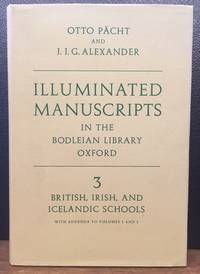 OTTO PÄCHT
AND
J. J. G. ALEXANDER
ILLUMINATED
MANUSCRIPTS
IN THE
BODLEIAN LIBRARY
OXFORD
3
BRITISH, IRISH, AND
ICELANDIC SCHOOLS
WITH ADDENDA TO VOLUMES 1 AND 2